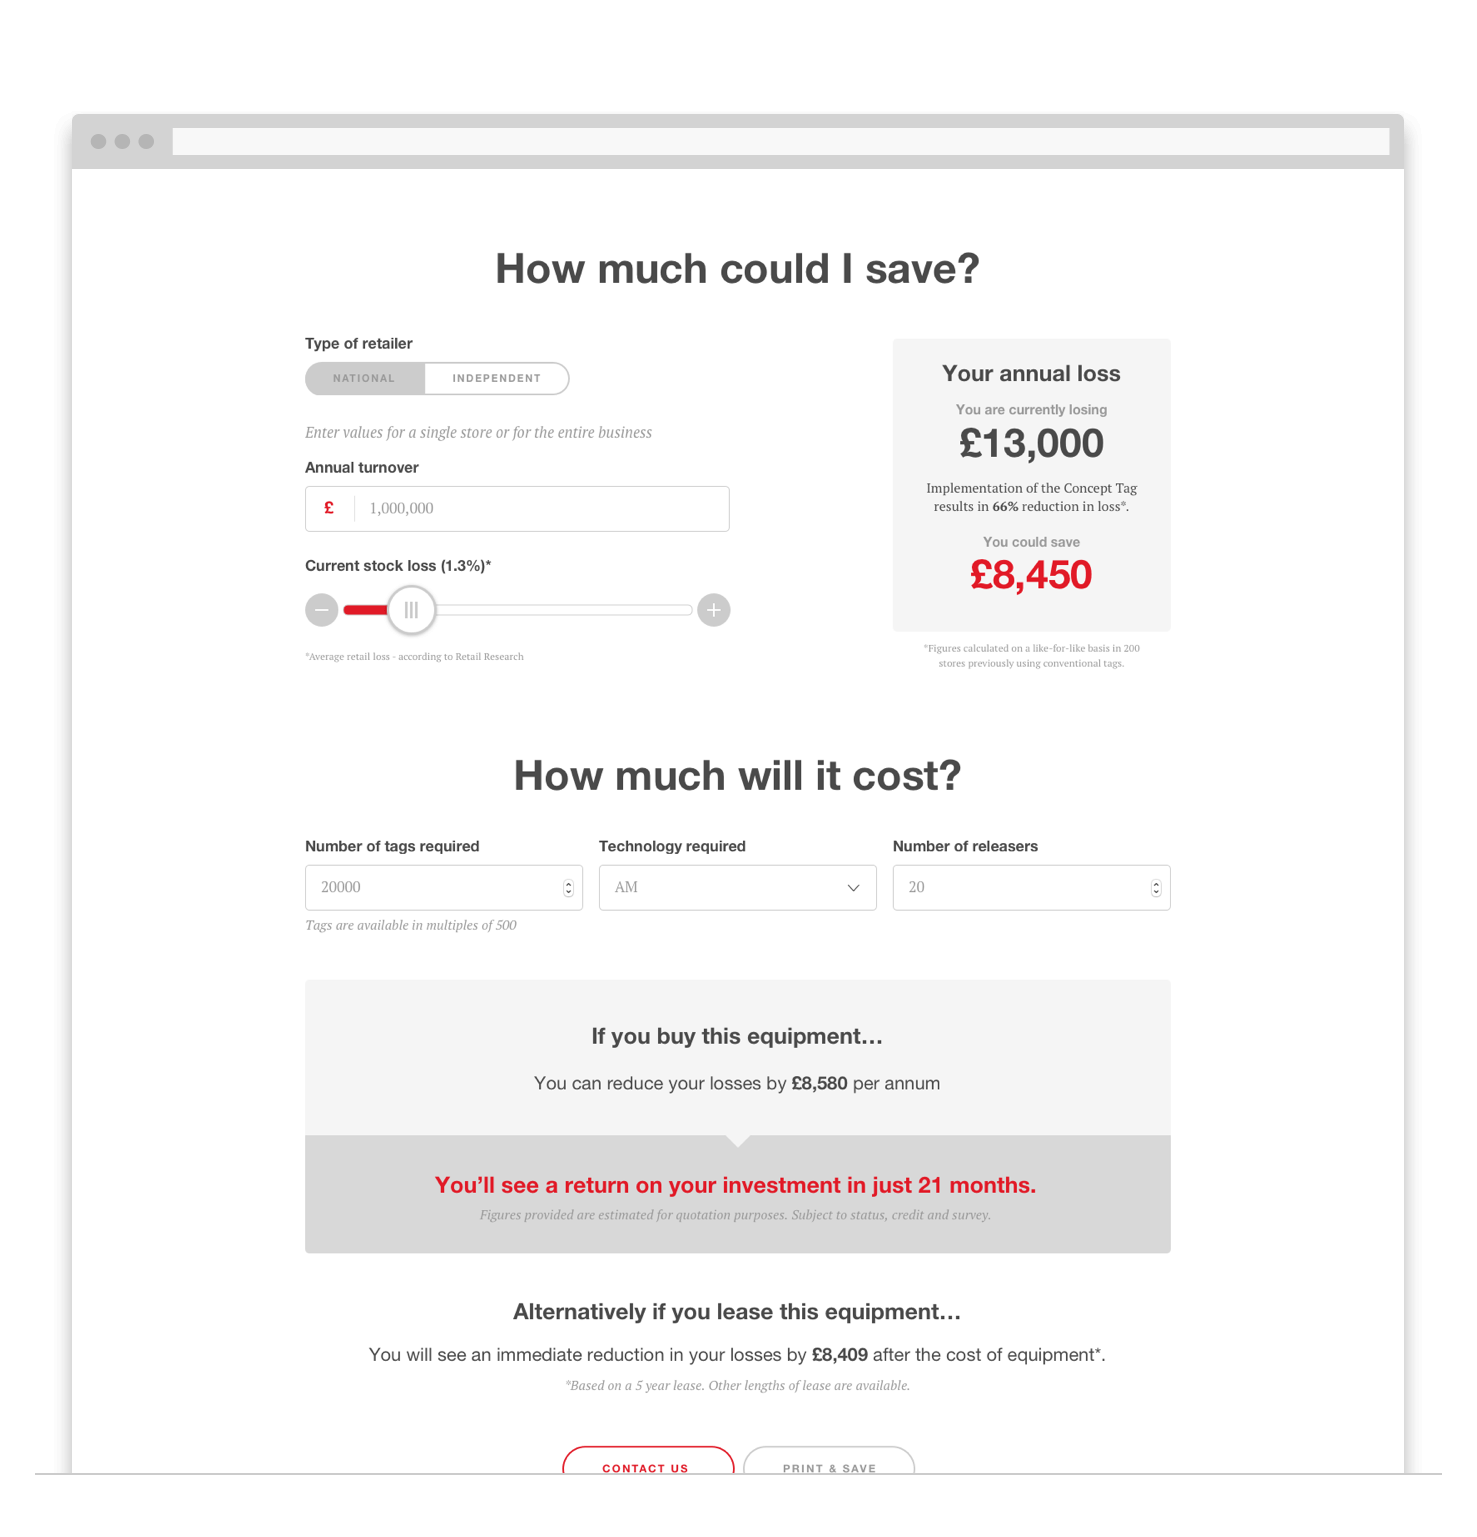 How much could I save?
Type of retailer
NATIONAL
INDEPENDENT
Enter values for a single store or for the entire business
Annual turnover
£ 1,000,000
Current stock loss (1.3%)*
*Average retail loss - according to Retail Research
Your annual loss
You are currently losing
£13,000
Implementation of the Concept Tag
results in 66% reduction in loss*.
You could save
£8,450
*Figures calculated on a like-for-like basis in 200
stores previously using conventional tags.
How much will it cost?
Number of tags required
20000
Tags are available in multiples of 500
Technology required
AM
Number of releasers
20
If you buy this equipment...
You can reduce your losses by £8,580 per annum
You’ll see a return on your investment in just 21 months.
Figures provided are estimated for quotation purposes. Subject to status, credit and survey.
Alternatively if you lease this equipment...
You will see an immediate reduction in your losses by £8,409 after the cost of equipment*.
*Based on a 5 year lease. Other lengths of lease are available.
CONTACT US
PRINT & SAVE